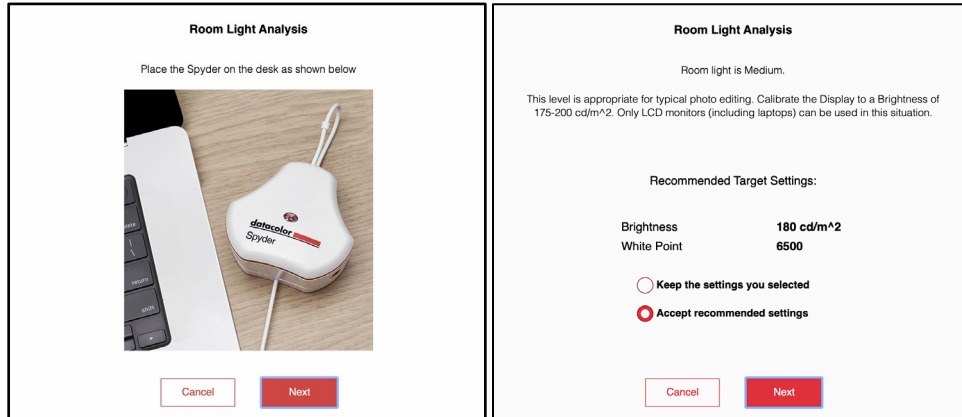 Room Light Analysis
Place the Spyder on the desk as shown below
delete
return
shift
datacolor
Spyder
Cancel
Next
Room Light Analysis
Room light is Medium.
This level is appropriate for typical photo editing. Calibrate the Display to a Brightness of
175-200 cd/m^2. Only LCD monitors (including laptops) can be used in this situation.
Recommended Target Settings:
Brightness 180 cd/m^2
White Point 6500
Keep the settings you selected
Accept recommended settings
Cancel
Next